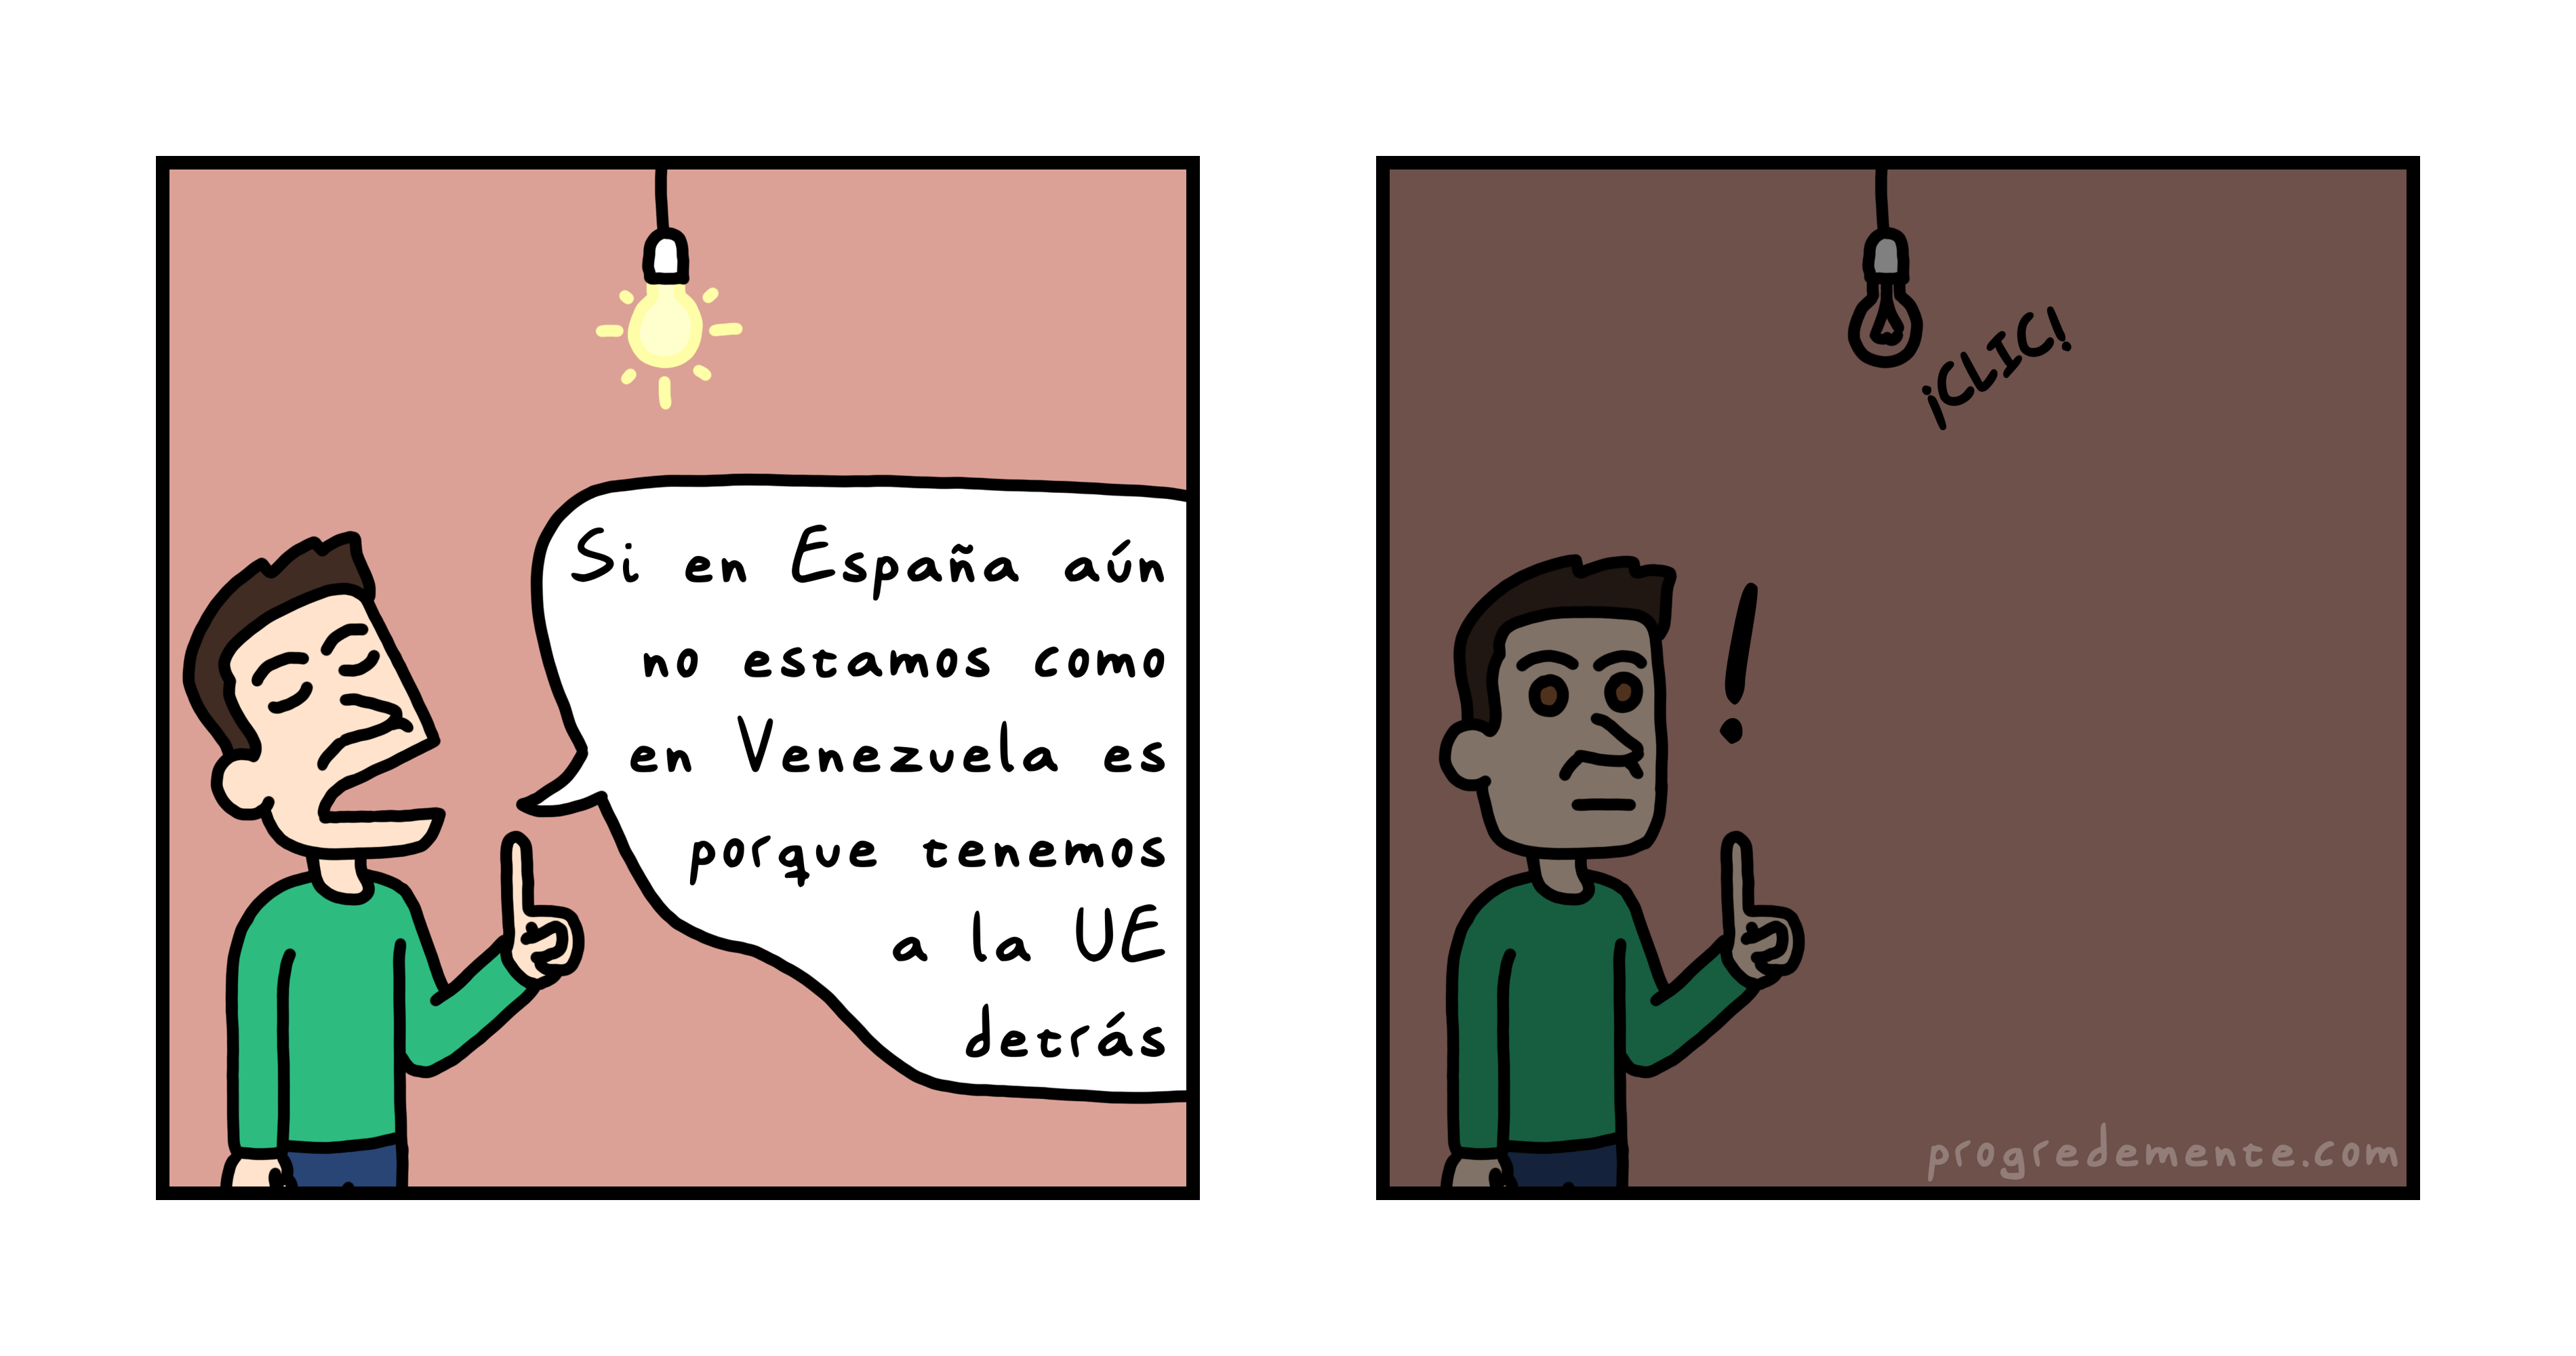 Si en España aún
no estamos como
en Venezuela es
porque tenemos
a la UE
detrás
¡CLIC!
!
progredemente.com